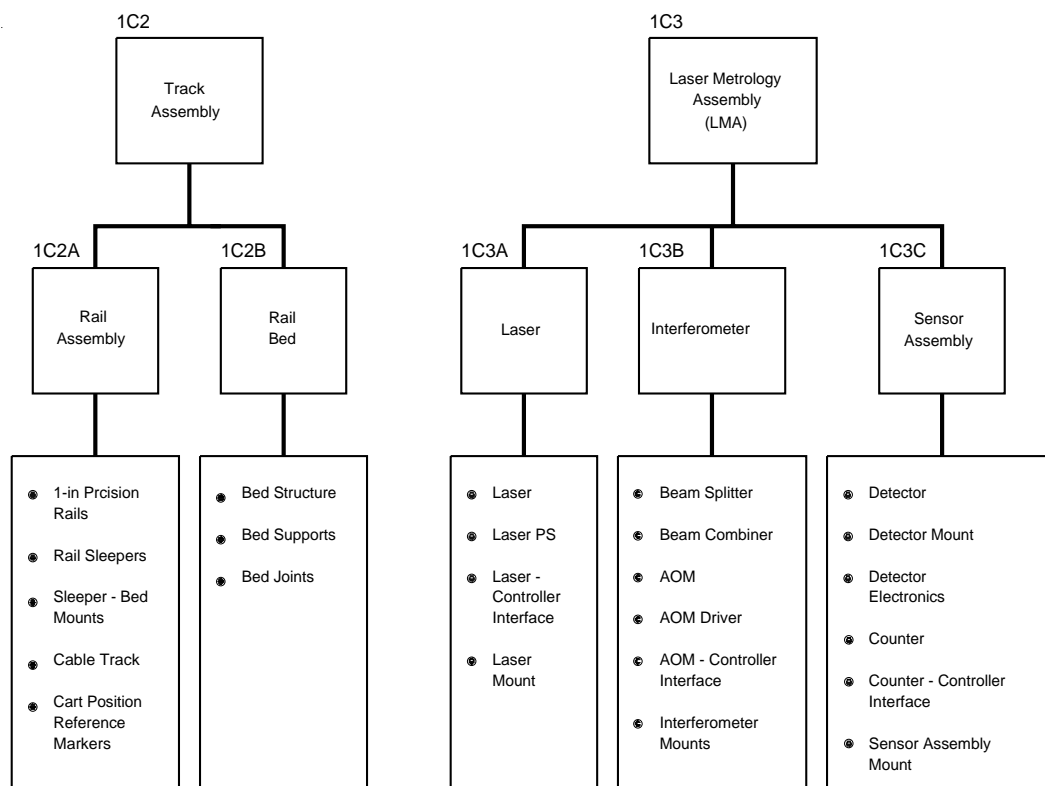 1C2
Track
Assembly
1C3
Laser Metrology
Assembly
(LMA)
1C2A
Rail
Assembly
1C2B
Rail
Bed
1C3A
Laser
1C3B
Interferometer
1C3C
Sensor
Assembly
1-in Prcision
Rails
Rail Sleepers
Sleeper - Bed
Mounts
Cable Track
Cart Position
Reference
Markers
Bed Structure
Bed Supports
Bed Joints
Laser
Laser PS
Laser -
Controller
Interface
Laser
Mount
Beam Splitter
Beam Combiner
AOM
AOM Driver
AOM - Controller
Interface
Interferometer
Mounts
Detector
Detector Mount
Detector
Electronics
Counter
Counter - Controller
Interface
Sensor Assembly
Mount